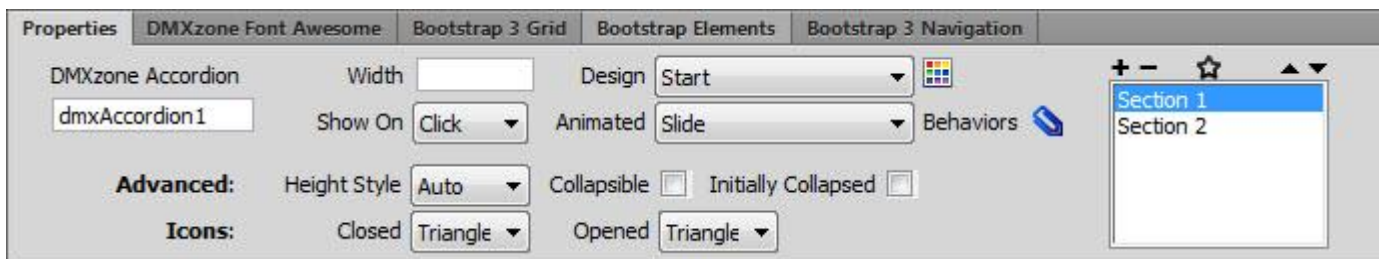 Properties DMXzone Font Awesome Bootstrap 3 Grid Bootstrap Elements Bootstrap 3 Navigation
DMXzone Accordion Width Design Start
dmxAccordion1 Show On Click Animated Slide Behaviors
Section 1
Section 2
Advanced: Height Style Auto Collapsible Initially Collapsed
Icons: Closed Triangle Opened Triangle